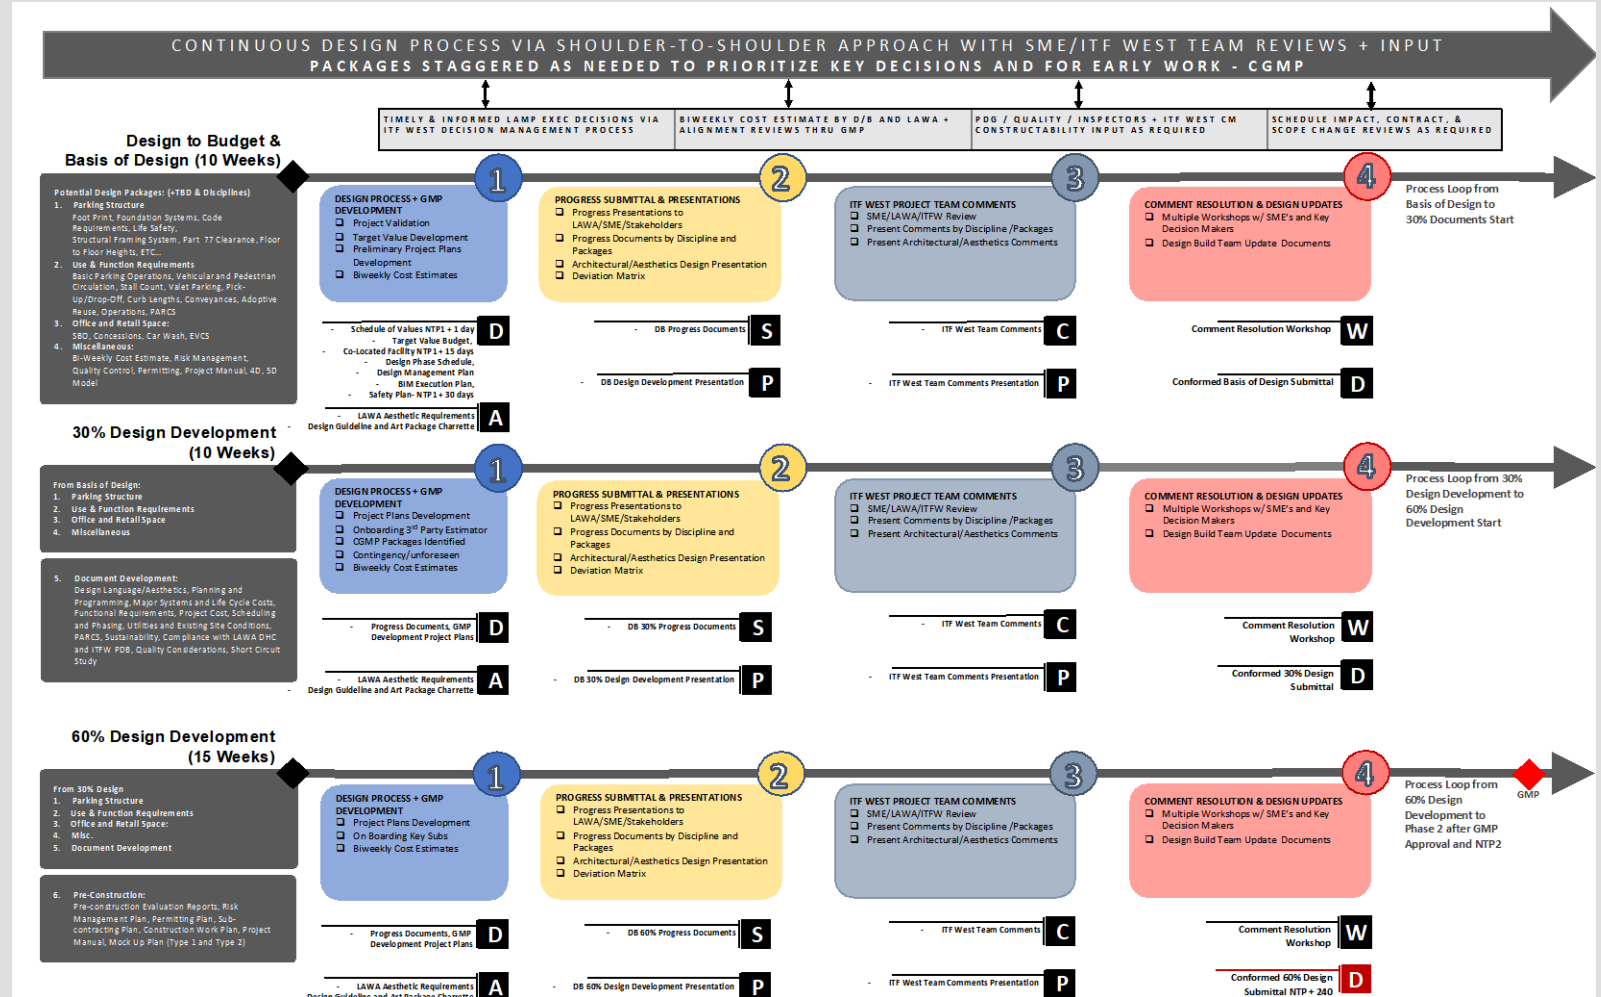 CONTINUOUS DESIGN PROCESS VIA SHOULDER-TO-SHOULDER APPROACH WITH SME/ITF WEST TEAM REVIEWS + INPUT
PACKAGES STAGGERED AS NEEDED TO PRIORITIZE KEY DECISIONS AND FOR EARLY WORK - CGMP
TIMELY & INFORMED LAMP EXEC DECISIONS VIA
ITF WEST DECISION MANAGEMENT PROCESS
BIWEEKLY COST ESTIMATE BY D/B AND LAWA +
ALIGNMENT REVIEWS THRU GMP
PDG / QUALITY / INSPECTORS + ITF WEST CM
CONSTRUCTABILITY INPUT AS REQUIRED
SCHEDULE IMPACT, CONTRACT, &
SCOPE CHANGE REVIEWS AS REQUIRED
Design to Budget &
Basis of Design (10 Weeks)
Potential Design Packages: (+TBD & Disciplines)
1. Parking Structure
Foot Print, Foundation Systems, Code
Requirements, Life Safety,
Structural Framing System, Part 77 Clearance, Floor
to Floor Heights, ETC..
2. Use & Function Requirements
Basic Parking Operations, Vehicular and Pedestrian
Circulation, Stall Count, Valet Parking, Pick-
Up/Drop-Off, Curb Lengths, Conveyances, Adoptive
Reuse, Operations, PARCS
3. Office and Retail Space:
SBO, Concessions, Car Wash, EVCS
4. Miscellaneous:
Bi-Weekly Cost Estimate, Risk Management,
Quality Control, Permitting, Project Manual, 4D, 5D
Model
1
DESIGN PROCESS + GMP
DEVELOPMENT
Project Validation
Target Value Development
Preliminary Project Plans
Development
Biweekly Cost Estimates
2
PROGRESS SUBMITTAL & PRESENTATIONS
Progress Presentations to
LAWA/SME/Stakeholders
Progress Documents by Discipline and
Packages
Architectural/Aesthetics Design Presentation
Deviation Matrix
3
ITF WEST PROJECT TEAM COMMENTS
SME/LAWA/ITFW Review
Present Comments by Discipline /Packages
Present Architectural/Aesthetics Comments
4
COMMENT RESOLUTION & DESIGN UPDATES
Multiple Workshops w/ SME's and Key
Decision Makers
Design Build Team Update Documents
Process Loop from
Basis of Design to
30% Documents Start
- Schedule of Values NTP1 + 1 day
- Target Value Budget,
- Co-Located Facility NTP1 + 15 days
- Design Phase Schedule,
- Design Management Plan
- BIM Execution Plan,
- Safety Plan- NTP1 + 30 days
D
- LAWA Aesthetic Requirements
- Design Guideline and Art Package Charrette
A
- DB Progress Documents
S
- DB Design Development Presentation
P
- ITF West Team Comments
C
- ITF West Team Comments Presentation
P
Comment Resolution Workshop
W
Conformed Basis of Design Submittal
D
30% Design Development
(10 Weeks)
From Basis of Design:
1. Parking Structure
2. Use & Function Requirements
3. Office and Retail Space
4. Miscellaneous
5. Document Development:
Design Language/Aesthetics, Planning and
Programming, Major Systems and Life Cycle Costs,
Functional Requirements, Project Cost, Scheduling
and Phasing, Utilities and Existing Site Conditions,
PARCS, Sustainability, Compliance with LAWA DHC
and ITFW PDB, Quality Considerations, Short Circuit
Study
1
DESIGN PROCESS + GMP
DEVELOPMENT
Project Plans Development
Onboarding 3rd Party Estimator
CGMP Packages Identified
Contingency/unforeseen
Biweekly Cost Estimates
2
PROGRESS SUBMITTAL & PRESENTATIONS
Progress Presentations to
LAWA/SME/Stakeholders
Progress Documents by Discipline and
Packages
Architectural/Aesthetics Design Presentation
Deviation Matrix
3
ITF WEST PROJECT TEAM COMMENTS
SME/LAWA/ITFW Review
Present Comments by Discipline /Packages
Present Architectural/Aesthetics Comments
4
COMMENT RESOLUTION & DESIGN UPDATES
Multiple Workshops w/ SME's and Key
Decision Makers
Design Build Team Update Documents
Process Loop from 30%
Design Development to
60% Design
Development Start
- Progress Documents, GMP
Development Project Plans
D
- LAWA Aesthetic Requirements
- Design Guideline and Art Package Charrette
A
- DB 30% Progress Documents
S
- DB 30% Design Development Presentation
P
- ITF West Team Comments
C
- ITF West Team Comments Presentation
P
Comment Resolution
Workshop
W
Conformed 30% Design
Submittal
D
60% Design Development
(15 Weeks)
From 30% Design
1. Parking Structure
2. Use & Function Requirements
3. Office and Retail Space:
4. Misc.
5. Document Development
6. Pre-Construction:
Pre-construction Evaluation Reports, Risk
Management Plan, Permitting Plan, Sub-
contracting Plan, Construction Work Plan, Project
Manual, Mock Up Plan (Type 1 and Type 2)
1
DESIGN PROCESS + GMP
DEVELOPMENT
Project Plans Development
On Boarding Key Subs
Biweekly Cost Estimates
2
PROGRESS SUBMITTAL & PRESENTATIONS
Progress Presentations to
LAWA/SME/Stakeholders
Progress Documents by Discipline and
Packages
Architectural/Aesthetics Design Presentation
Deviation Matrix
3
ITF WEST PROJECT TEAM COMMENTS
SME/LAWA/ITFW Review
Present Comments by Discipline /Packages
Present Architectural/Aesthetics Comments
4
COMMENT RESOLUTION & DESIGN UPDATES
Multiple Workshops w/ SME's and Key
Decision Makers
Design Build Team Update Documents
Process Loop from
60% Design
Development to
Phase 2 after GMP
Approval and NTP2
GMP
- Progress Documents, GMP
Development Project Plans
D
- LAWA Aesthetic Requirements
Design Guideline and Art Package Charrette
A
- DB 60% Progress Documents
S
- DB 60% Design Development Presentation
P
- ITF West Team Comments
C
- ITF West Team Comments Presentation
P
Comment Resolution
Workshop
W
Conformed 60% Design
Submittal NTP + 240
D